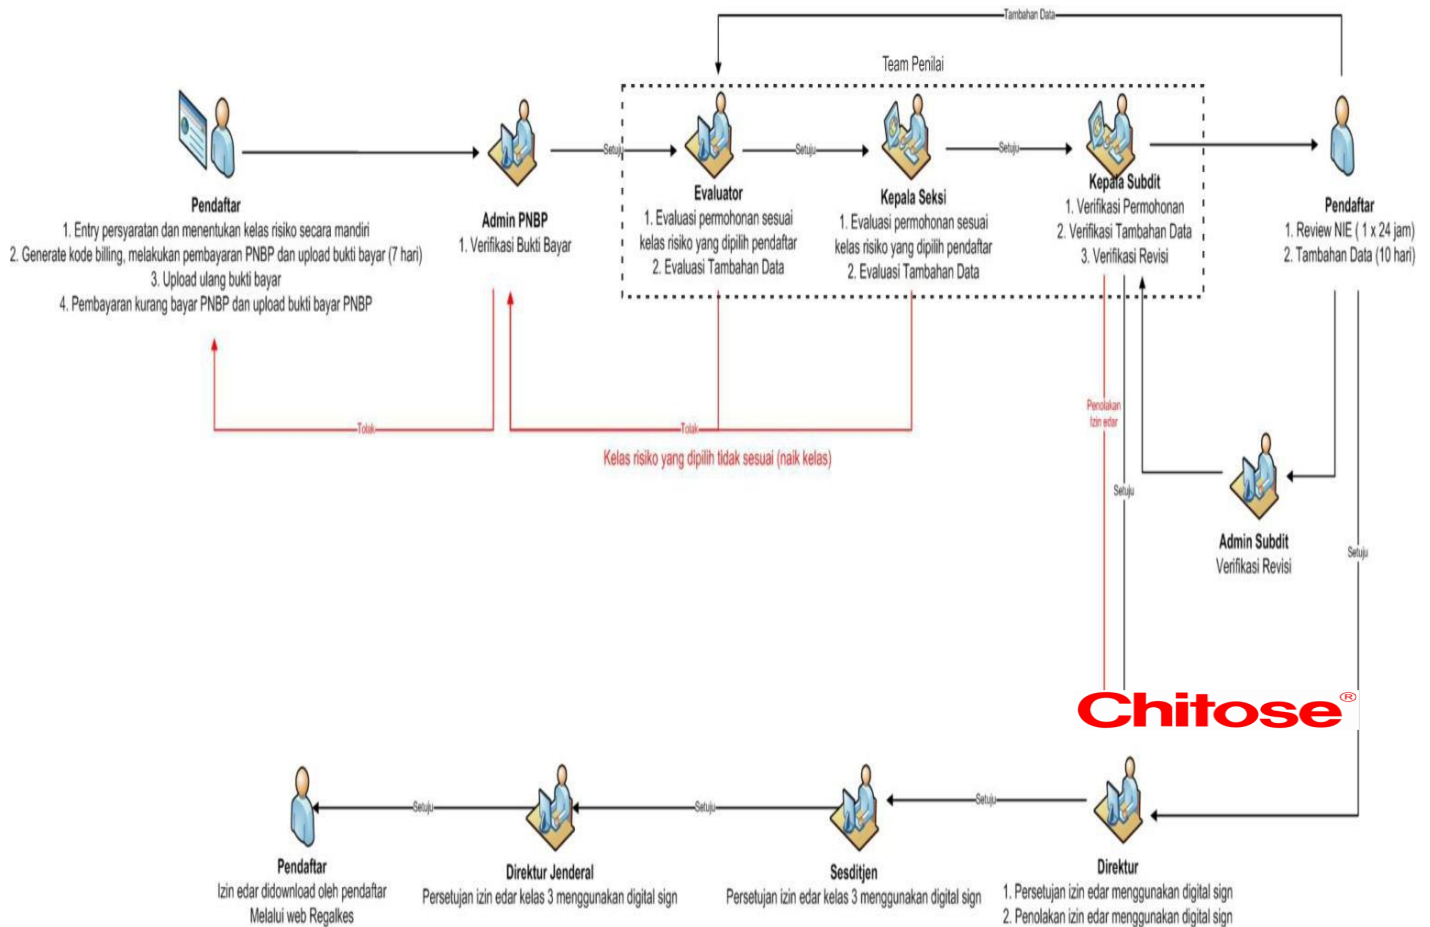 Tambahan Data
Team Penilai
Setuju
Setuju
Setuju
Pendaftar
1. Entry persyaratan dan menentukan kelas risiko secara mandiri
2. Generate kode billing, melakukan pembayaran PNBP dan upload bukti bayar (7 hari)
3. Upload ulang bukti bayar
4. Pembayaran kurang bayar PNBP dan upload bukti bayar PNBP
Admin PNBP
1. Verifikasi Bukti Bayar
Evaluator
1. Evaluasi permohonan sesuai
kelas risiko yang dipilih pendaftar
2. Evaluasi Tambahan Data
Kepala Seksi
1. Evaluasi permohonan sesuai
kelas risiko yang dipilih pendaftar
2. Evaluasi Tambahan Data
Kepala Subdit
1. Verifikasi Permohonan
2. Verifikasi Tambahan Data
3. Verifikasi Revisi
Pendaftar
1. Review NIE ( 1 x 24 jam)
2. Tambahan Data (10 hari)
Tolak
Tolak
Kelas risiko yang dipilih tidak sesuai (naik kelas)
Penolakan
Izin edar
Setuju
Admin Subdit
Verifikasi Revisi
Setuju
Chitose®
Setuju
Setuju
Setuju
Pendaftar
Izin edar didownload oleh pendaftar
Melalui web Regalkes
Direktur Jenderal
Persetujan izin edar kelas 3 menggunakan digital sign
Sesditjen
Persetujan izin edar kelas 3 menggunakan digital sign
Direktur
1. Persetujan izin edar menggunakan digital sign
2. Penolakan izin edar menggunakan digital sign